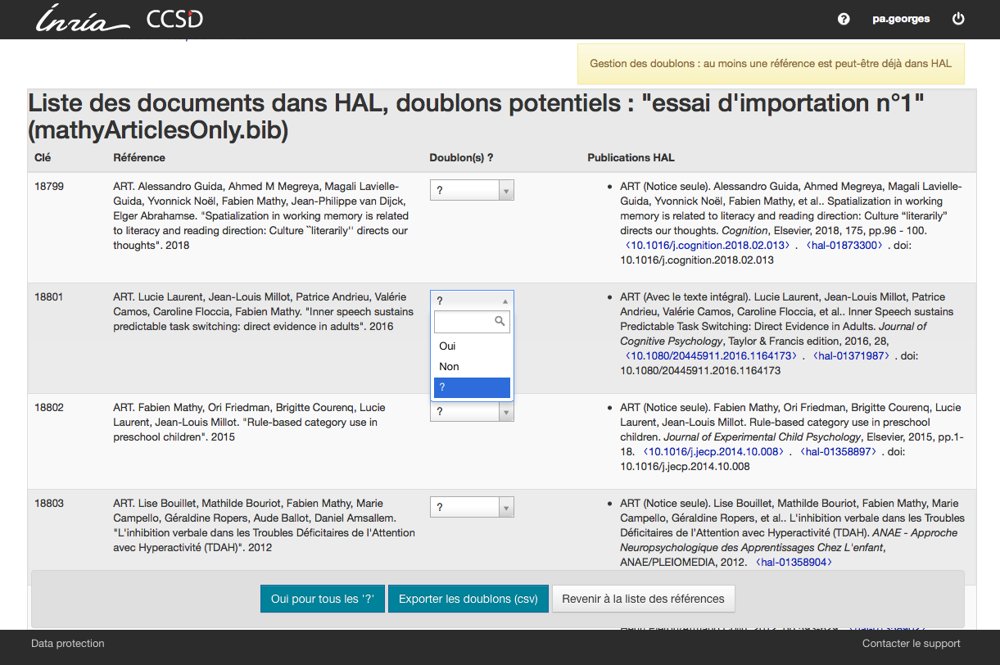 Inría CCSD
pa.georges
Gestion des doublons : au moins une référence est peut-être déjà dans HAL
Liste des documents dans HAL, doublons potentiels : "essai d'importation n°1"
(mathyArticlesOnly.bib)
Clé Référence Doublon(s) ? Publications HAL
18799
ART. Alessandro Guida, Ahmed M Megreya, Magali Lavielle-
Guida, Yvonnick Noël, Fabien Mathy, Jean-Philippe van Dijck,
Elger Abrahamse. "Spatialization in working memory is related
to literacy and reading direction: Culture ``literarily'' directs our
thoughts". 2018
?
ART (Notice seule). Alessandro Guida, Ahmed Megreya, Magali Lavielle-
Guida, Yvonnick Noël, Fabien Mathy, et al.. Spatialization in working
memory is related to literacy and reading direction: Culture “literarily”
directs our thoughts. Cognition, Elsevier, 2018, 175, pp.96 - 100.
〈10.1016/j.cognition.2018.02.013〉 . 〈hal-01873300〉 . doi:
10.1016/j.cognition.2018.02.013
18801
ART. Lucie Laurent, Jean-Louis Millot, Patrice Andrieu, Valérie
Camos, Caroline Floccia, Fabien Mathy. "Inner speech sustains
predictable task switching: direct evidence in adults". 2016
?
Oui
Non
?
ART (Avec le texte intégral). Lucie Laurent, Jean-Louis Millot, Patrice
Andrieu, Valérie Camos, Caroline Floccia, et al.. Inner Speech sustains
Predictable Task Switching: Direct Evidence in Adults. Journal of
Cognitive Psychology, Taylor & Francis edition, 2016, 28,
〈10.1080/20445911.2016.1164173〉 . 〈hal-01371987〉 . doi:
10.1080/20445911.2016.1164173
18802
ART. Fabien Mathy, Ori Friedman, Brigitte Courenq, Lucie
Laurent, Jean-Louis Millot. "Rule-based category use in
preschool children". 2015
?
ART (Notice seule). Fabien Mathy, Ori Friedman, Brigitte Courenq, Lucie
Laurent, Jean-Louis Millot. Rule-based category use in preschool
children. Journal of Experimental Child Psychology, Elsevier, 2015, pp.1-
18. 〈10.1016/j.jecp.2014.10.008〉 . 〈hal-01358897〉 . doi:
10.1016/j.jecp.2014.10.008
18803
ART. Lise Bouillet, Mathilde Bouriot, Fabien Mathy, Marie
Campello, Géraldine Ropers, Aude Ballot, Daniel Amsallem.
"L'inhibition verbale dans les Troubles Déficitaires de l'Attention
avec Hyperactivité (TDAH)". 2012
?
ART (Notice seule). Lise Bouillet, Mathilde Bouriot, Fabien Mathy, Marie
Campello, Géraldine Ropers, et al.. L'inhibition verbale dans les Troubles
Déficitaires de l'Attention avec Hyperactivité (TDAH). ANAE - Approche
Neuropsychologique des Apprentissages Chez L'enfant,
ANAE/PLEIOMEDIA, 2012. 〈hal-01358904〉
Oui pour tous les '?' Exporter les doublons (csv) Revenir à la liste des références
Data protection Contacter le support